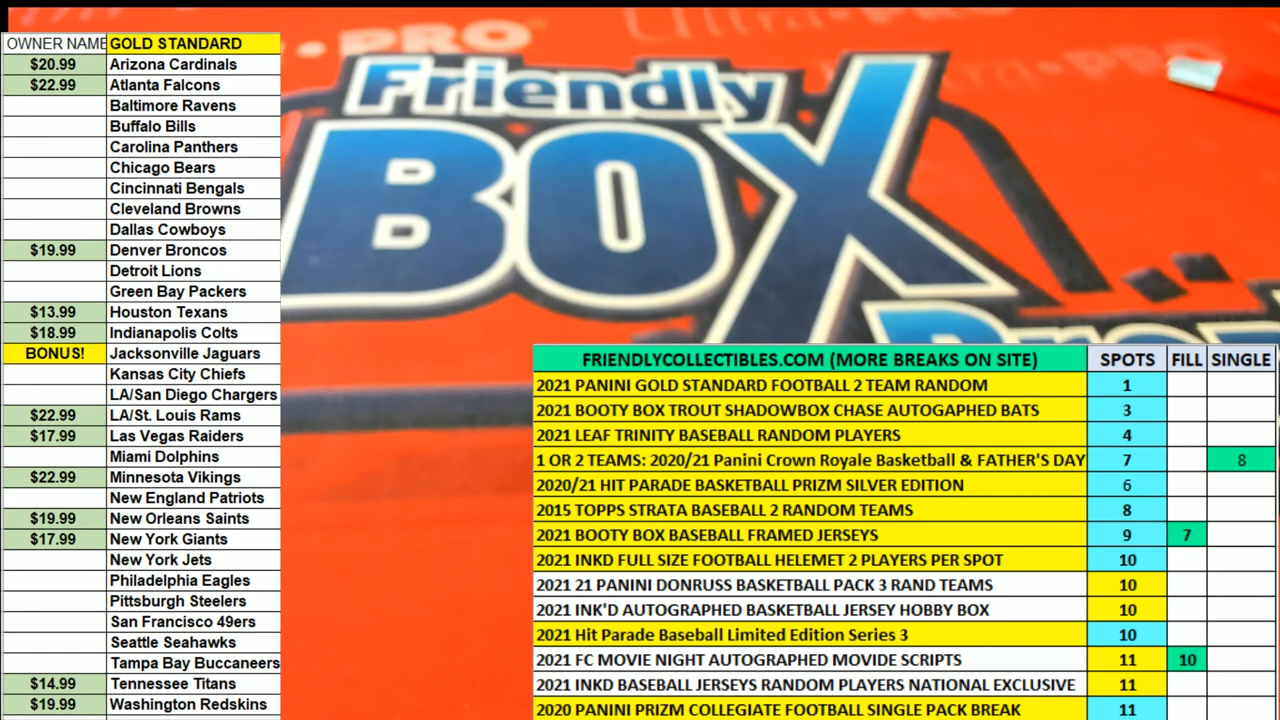 OWNER NAME GOLD STANDARD
$20.99 Arizona Cardinals
$22.99 Atlanta Falcons
Baltimore Ravens
Buffalo Bills
Carolina Panthers
Chicago Bears
Cincinnati Bengals
Cleveland Browns
Dallas Cowboys
$19.99 Denver Broncos
Detroit Lions
Green Bay Packers
$13.99 Houston Texans
$18.99 Indianapolis Colts
BONUS! Jacksonville Jaguars
Kansas City Chiefs
LA/San Diego Chargers
$22.99 LA/St. Louis Rams
$17.99 Las Vegas Raiders
Miami Dolphins
$22.99 Minnesota Vikings
New England Patriots
$19.99 New Orleans Saints
$17.99 New York Giants
New York Jets
Philadelphia Eagles
Pittsburgh Steelers
San Francisco 49ers
Seattle Seahawks
Tampa Bay Buccaneers
$14.99 Tennessee Titans
$19.99 Washington Redskins
PRO
Ultra PRO
Friendly
BOX
FRIENDLYCOLLECTIBLES.COM (MORE BREAKS ON SITE) SPOTS FILL SINGLE
2021 PANINI GOLD STANDARD FOOTBALL 2 TEAM RANDOM 1
2021 BOOTY BOX TROUT SHADOWBOX CHASE AUTOGAPHED BATS 3
2021 LEAF TRINITY BASEBALL RANDOM PLAYERS 4
1 OR 2 TEAMS: 2020/21 Panini Crown Royale Basketball & FATHER'S DAY 7 8
2020/21 HIT PARADE BASKETBALL PRIZM SILVER EDITION 6
2015 TOPPS STRATA BASEBALL 2 RANDOM TEAMS 8
2021 BOOTY BOX BASEBALL FRAMED JERSEYS 9 7
2021 INKD FULL SIZE FOOTBALL HELEMET 2 PLAYERS PER SPOT 10
2021 21 PANINI DONRUSS BASKETBALL PACK 3 RAND TEAMS 10
2021 INK'D AUTOGRAPHED BASKETBALL JERSEY HOBBY BOX 10
2021 Hit Parade Baseball Limited Edition Series 3 10
2021 FC MOVIE NIGHT AUTOGRAPHED MOVIDE SCRIPTS 11 10
2021 INKD BASEBALL JERSEYS RANDOM PLAYERS NATIONAL EXCLUSIVE 11
2020 PANINI PRIZM COLLEGIATE FOOTBALL SINGLE PACK BREAK 11